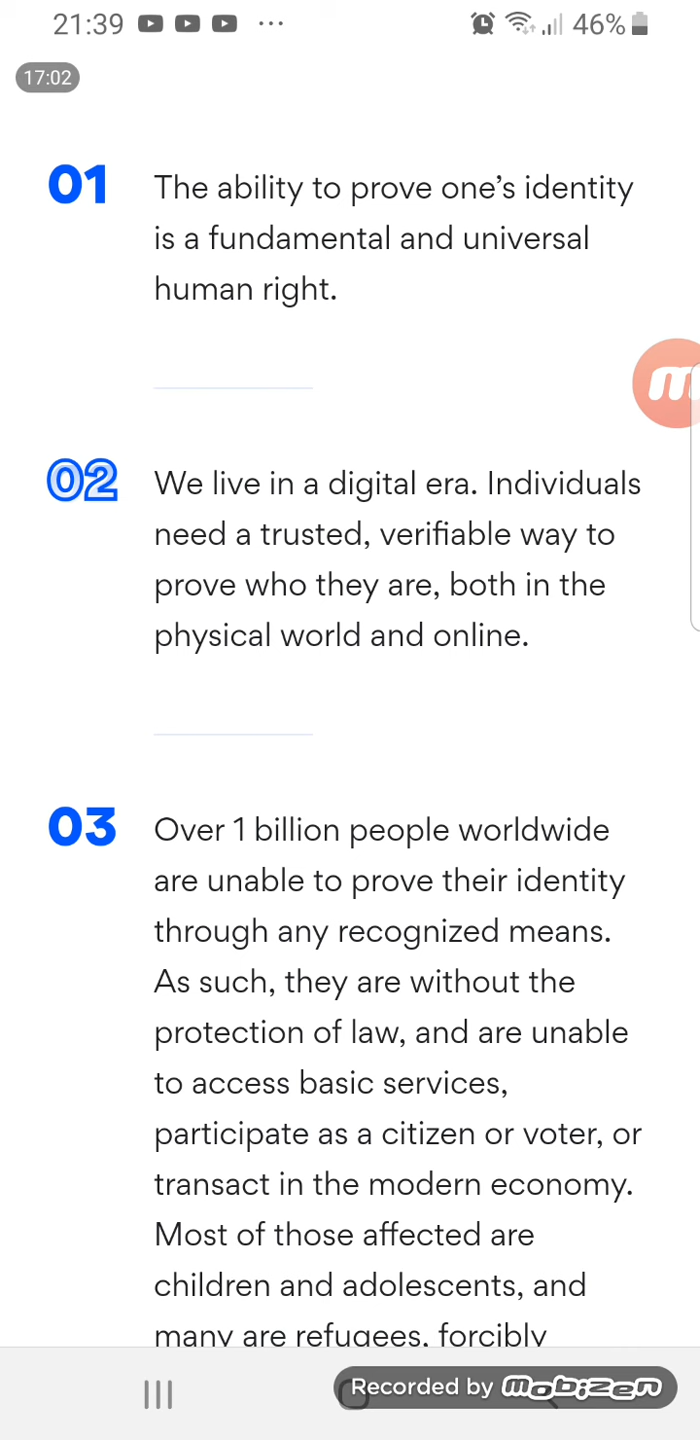 21:39 46%
17:02
01 The ability to prove one’s identity
is a fundamental and universal
human right.
m
02 We live in a digital era. Individuals
need a trusted, verifiable way to
prove who they are, both in the
physical world and online.
03 Over 1 billion people worldwide
are unable to prove their identity
through any recognized means.
As such, they are without the
protection of law, and are unable
to access basic services,
participate as a citizen or voter, or
transact in the modern economy.
Most of those affected are
children and adolescents, and
many are refugees, forcibly
Recorded by mobizen